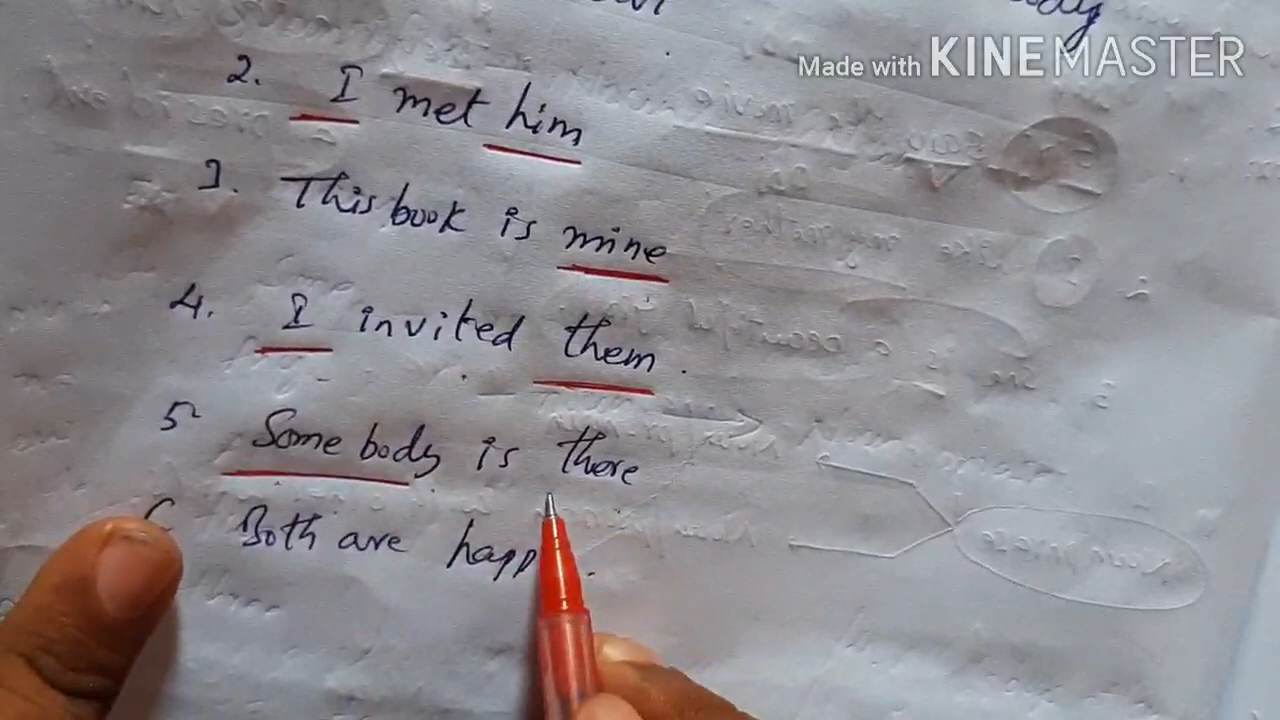 Made with KINEMASTER
2. I met him
3. This book is mine
4. I invited them.
5 Somebody is there
Both are